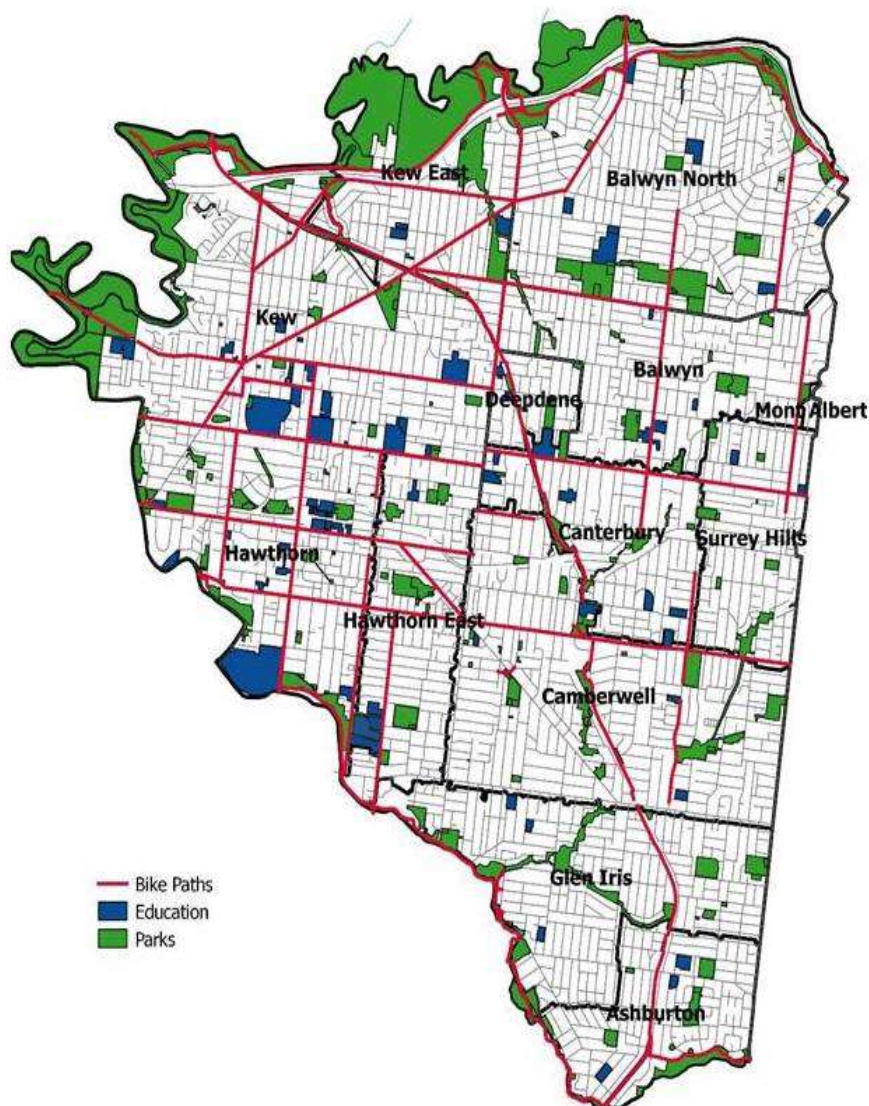 Kew East
Balwyn North
Kew
Balwyn
Deepdene
Mont Albert
Canterbury
Surrey Hills
Hawthorn
Hawthorn East
Camberwell
Glen Iris
Ashburton
Bike Paths
Education
Parks